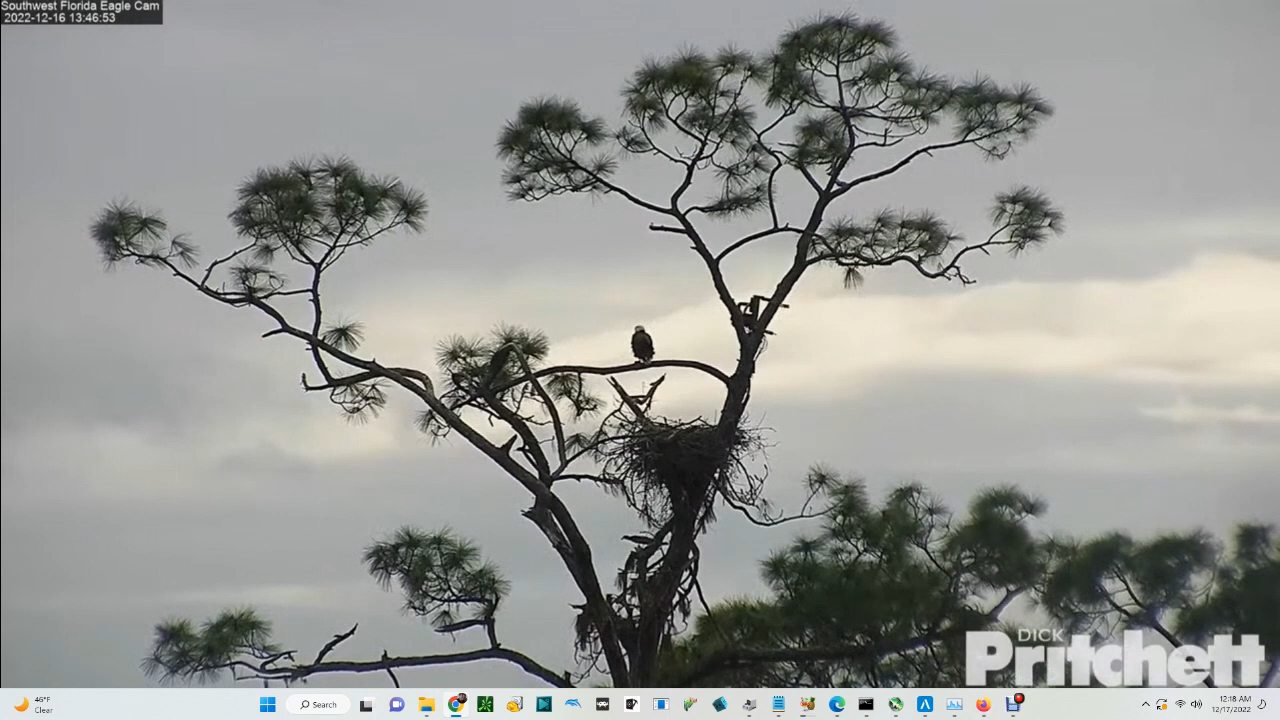 Southwest Florida Eagle Cam
2022-12-16 13:46:53
DICK
Pritchett
46°F
Clear
Search
12:18 AM
12/17/2022